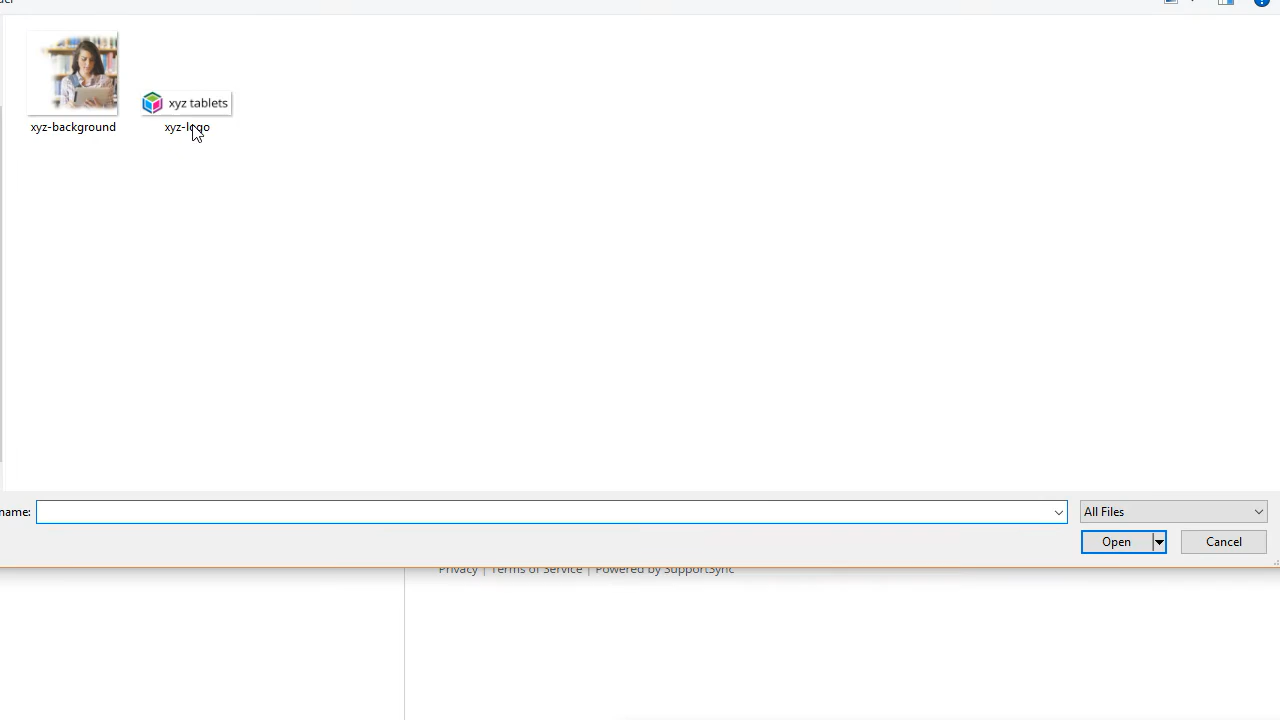 xyz tablets
xyz-background
xyz-logo
name:
All Files
Open
Cancel
Privacy | Terms of Service | Powered by SupportSync